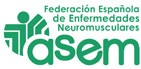 Federación Española
de Enfermedades
Neuromusculares
asem